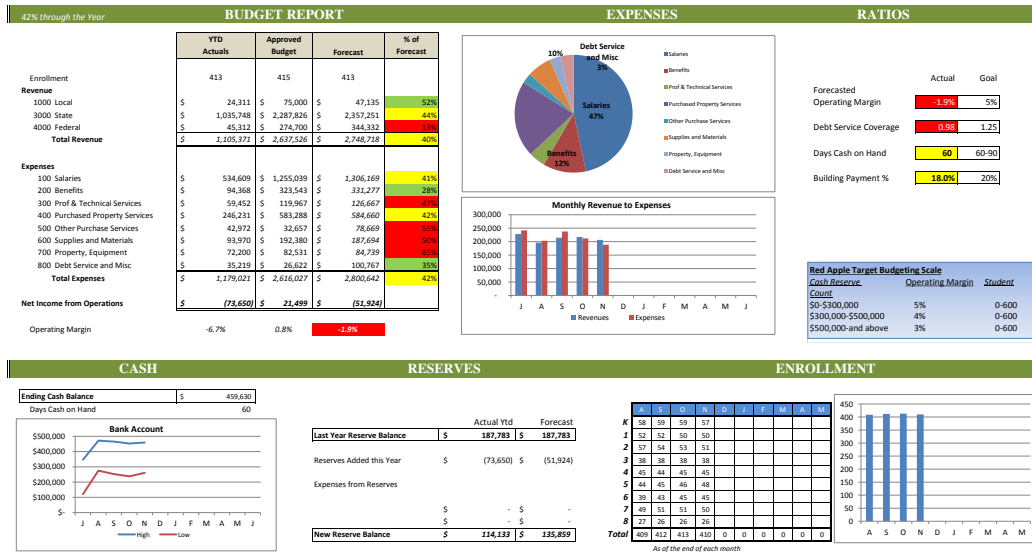 42% through the Year BUDGET REPORT EXPENSES RATIOS
YTD Actuals Approved Budget Forecast % of Forecast
Enrollment 413 415 413
Revenue
1000 Local $ 24,311 $ 75,000 $ 47,135 52%
3000 State 1,035,748 $ 2,287,826 $ 2,357,251 44%
4000 Federal 45,312 $ 274,700 $ 344,332 13%
Total Revenue $ 1,105,371 $ 2,637,526 $ 2,748,718 40%
Expenses
100 Salaries $ 534,609 $ 1,255,039 $ 1,306,169 41%
200 Benefits $ 94,368 $ 323,543 $ 331,277 28%
300 Prof & Technical Services $ 59,452 $ 119,967 $ 126,667 47%
400 Purchased Property Services $ 246,231 $ 583,288 $ 584,660 42%
500 Other Purchase Services $ 42,972 $ 32,657 $ 78,669 55%
600 Supplies and Materials $ 93,970 $ 192,380 $ 187,694 50%
700 Property, Equipment $ 72,200 $ 82,531 $ 84,739 85%
800 Debt Service and Misc $ 35,219 $ 26,622 $ 100,767 35%
Total Expenses $ 1,179,021 $ 2,616,027 $ 2,800,642 42%
Net Income from Operations $ (73,650) $ 21,499 $ (51,924)
Operating Margin -6.7% 0.8% -1.9%
Debt Service and Misc 3%
10%
Salaries 47%
Benefits 12%
Salaries
Benefits
Prof & Technical Services
Purchased Property Services
Other Purchase Services
Supplies and Materials
Property, Equipment
Debt Service and Misc
Monthly Revenue to Expenses
300,000
250,000
200,000
150,000
100,000
50,000
-
J A S O N D J F M A M J
Revenues Expenses
Actual Goal
Forecasted
Operating Margin -1.9% 5%
Debt Service Coverage 0.98 1.25
Days Cash on Hand 60 60-90
Building Payment % 18.0% 20%
Red Apple Target Budgeting Scale
Cash Reserve Operating Margin Student
Count
$0-$300,000 5% 0-600
$300,000-$500,000 4% 0-600
$500,000-and above 3% 0-600
CASH RESERVES ENROLLMENT
Ending Cash Balance $ 459,630
Days Cash on Hand 60
Bank Account
$500,000
$400,000
$300,000
$200,000
$100,000
$-
J A S O N D J F M A M J
High Low
Actual Ytd Forecast
Last Year Reserve Balance $ 187,783 $ 187,783
Reserves Added this Year $ (73,650) $ (51,924)
Expenses from Reserves
$ - $ -
$ - $ -
New Reserve Balance $ 114,133 $ 135,859
A S O N D J F M A M
K 58 59 59 57
1 52 52 50 50
2 57 54 53 51
3 38 38 38 38
4 45 44 45 45
5 44 45 46 48
6 39 43 45 45
7 49 51 51 50
8 27 26 26 26
Total 409 412 413 410 0 0 0 0 0 0
As of the end of each month
450
400
350
300
250
200
150
100
50
0
A S O N D J F M A M